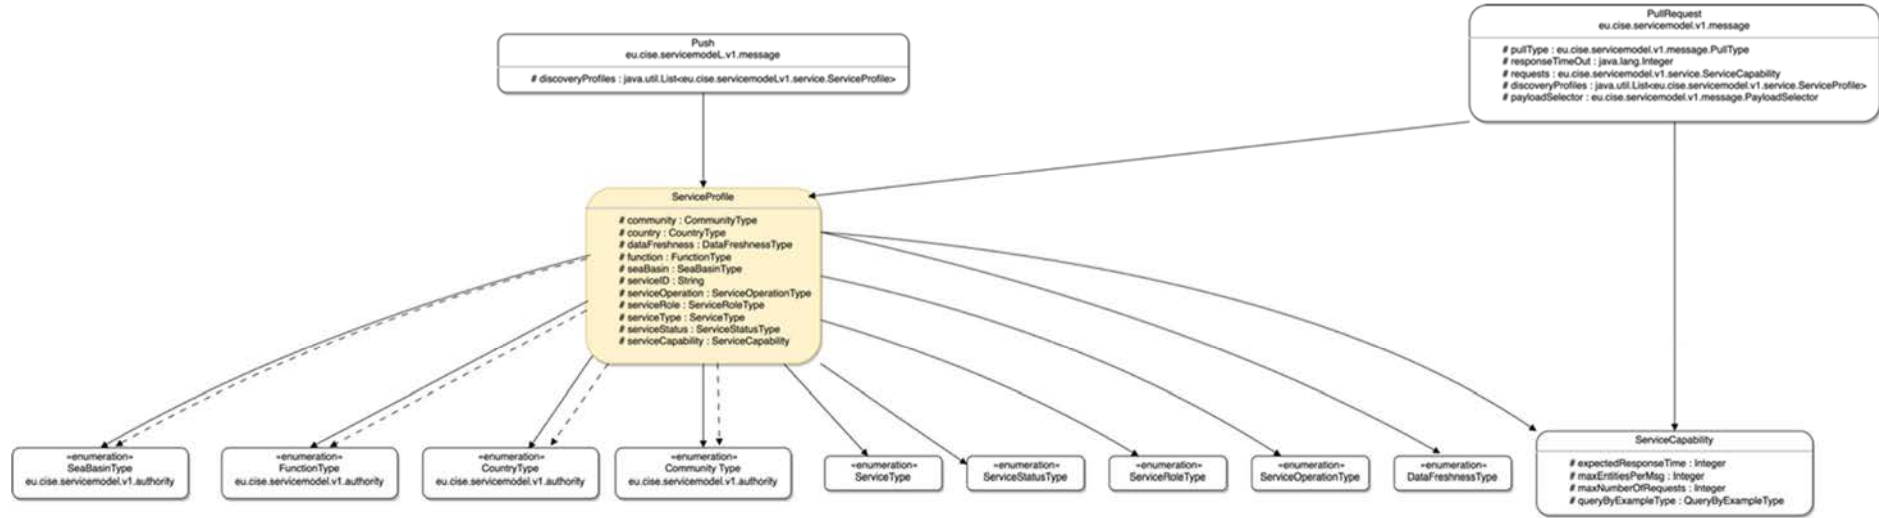 Push
eu.cise.servicemodeL.v1.message
# discoveryProfiles : java.util.List<eu.cise.servicemodeLv1.service.ServiceProfile>
PullRequest
eu.cise.servicemodel.v1.message
# pullType : eu.cise.servicemodel.v1.message.PullType
# responseTimeOut : java.lang.Integer
# requests : eu.cise.servicemodel.v1.service.ServiceCapability
# discoveryProfiles : java.util.List<eu.cise.servicemodel.v1.service.ServiceProfile>
# payloadSelector : eu.cise.servicemodel.v1.message.PayloadSelector
ServiceProfile
# community : CommunityType
# country : CountryType
# dataFreshness : DataFreshnessType
# function : FunctionType
# seaBasin : SeaBasinType
# serviceID : String
# serviceOperation : ServiceOperationType
# serviceRole : ServiceRoleType
# serviceType : ServiceType
# serviceStatus : ServiceStatusType
# serviceCapability : ServiceCapability
«enumeration»
SeaBasinType
eu.cise.servicemodel.v1.authority
«enumeration»
FunctionType
eu.cise.servicemodel.v1.authority
«enumeration»
CountryType
eu.cise.servicemodel.v1.authority
«enumeration»
Community Type
eu.cise.servicemodel.v1.authority
«enumeration»
ServiceType
«enumeration»
ServiceStatusType
«enumeration»
ServiceRoleType
«enumeration»
ServiceOperationType
«enumeration»
DataFreshnessType
ServiceCapability
# expectedResponseTime : Integer
# maxEntitiesPerMsg : Integer
# maxNumberOfRequests : Integer
# queryByExampleType : QueryByExampleType